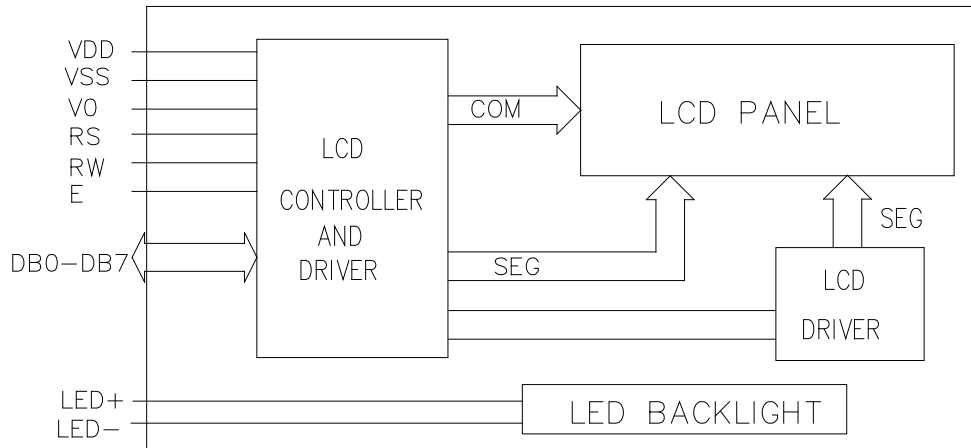 VDD
VSS
VO
RS
RW
E
DB0-DB7
LED+
LED-
LCD
CONTROLLER
AND
DRIVER
COM
SEG
LCD PANEL
SEG
LCD
DRIVER
LED BACKLIGHT